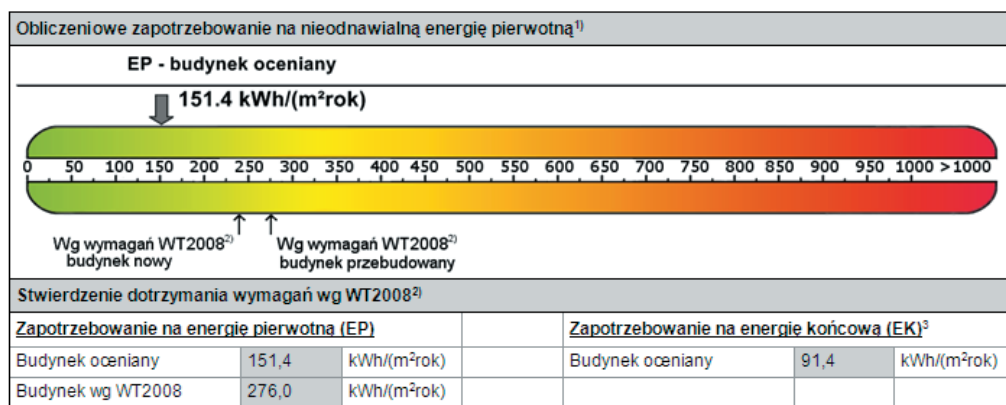 Obliczeniowe zapotrzebowanie na nieodnawialną energię pierwotną¹⁾
EP - budynek oceniany
151.4 kWh/(m²rok)
0 50 100 150 200 250 300 350 400 450 500 550 600 650 700 750 800 850 900 950 1000 >1000
Wg wymagań WT2008²⁾
budynek nowy
Wg wymagań WT2008²⁾
budynek przebudowany
Stwierdzenie dotrzymania wymagań wg WT2008²⁾
Zapotrzebowanie na energię pierwotną (EP) Zapotrzebowanie na energię końcową (EK)³
Budynek oceniany 151,4 kWh/(m²rok) Budynek oceniany 91,4 kWh/(m²rok)
Budynek wg WT2008 276,0 kWh/(m²rok)